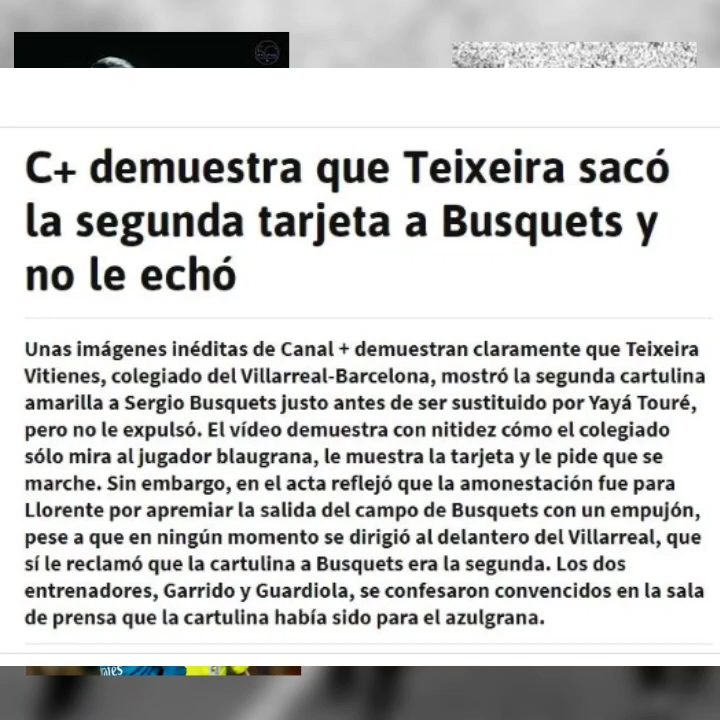 C+ demuestra que Teixeira sacó
la segunda tarjeta a Busquets y
no le echó
Unas imágenes inéditas de Canal + demuestran claramente que Teixeira
Vitienes, colegiado del Villarreal-Barcelona, mostró la segunda cartulina
amarilla a Sergio Busquets justo antes de ser sustituido por Yayá Touré,
pero no le expulsó. El vídeo demuestra con nitidez cómo el colegiado
sólo mira al jugador blaugrana, le muestra la tarjeta y le pide que se
marche. Sin embargo, en el acta reflejó que la amonestación fue para
Llorente por apremiar la salida del campo de Busquets con un empujón,
pese a que en ningún momento se dirigió al delantero del Villarreal, que
sí le reclamó que la cartulina a Busquets era la segunda. Los dos
entrenadores, Garrido y Guardiola, se confesaron convencidos en la sala
de prensa que la cartulina había sido para el azulgrana.